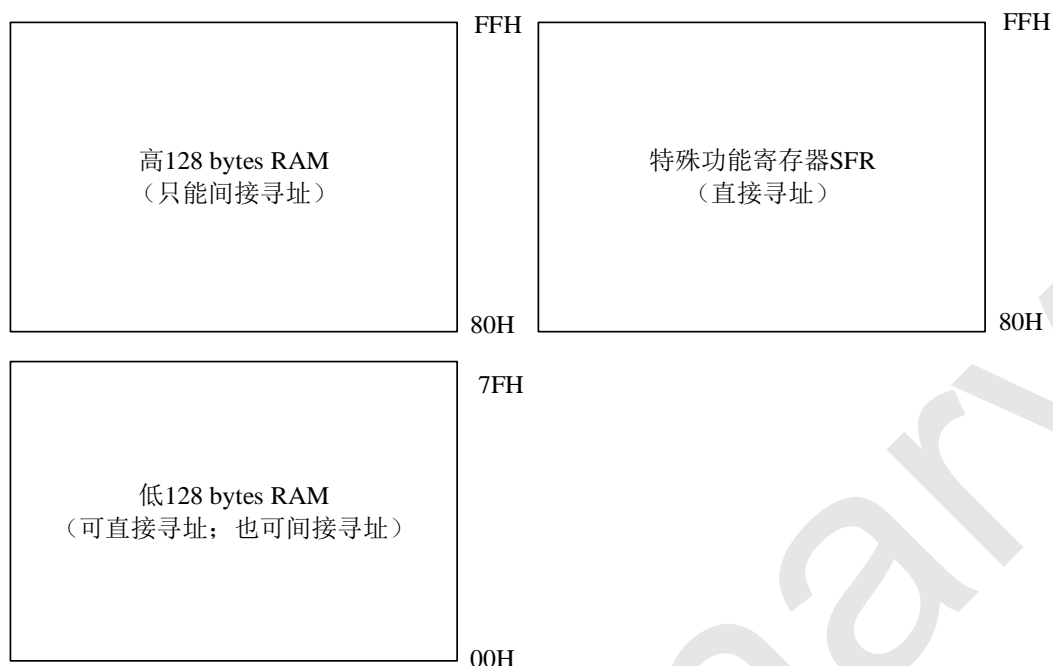 FFH
高128 bytes RAM
（只能间接寻址）
80H
FFH
特殊功能寄存器SFR
（直接寻址）
80H
7FH
低128 bytes RAM
（可直接寻址；也可间接寻址）
00H